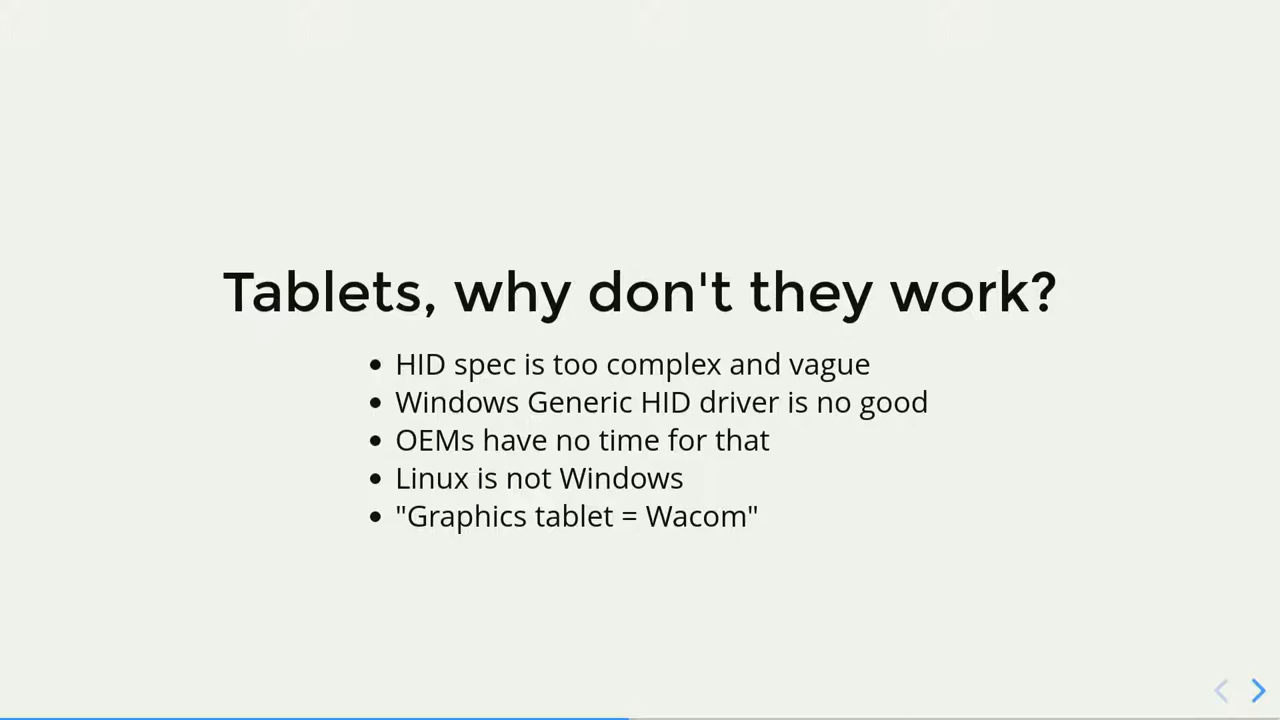 Tablets, why don't they work?
• HID spec is too complex and vague
• Windows Generic HID driver is no good
• OEMs have no time for that
• Linux is not Windows
• "Graphics tablet = Wacom"